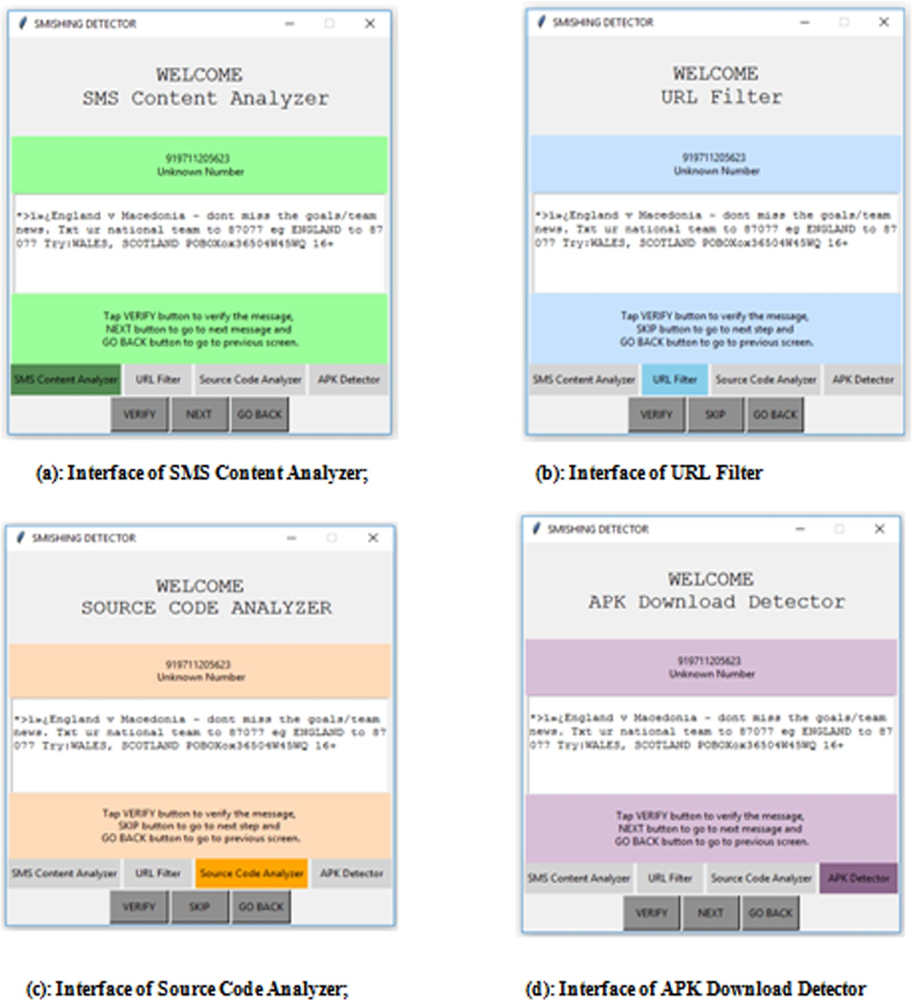 SMISHING DETECTOR
WELCOME
SMS Content Analyzer
919711205623
Unknown Number
*>ï»¿England v Macedonia - dont miss the goals/team
news. Txt ur national team to 87077 eg ENGLAND to 87
077 Try:WALES, SCOTLAND POBOXox36504W45WQ 16+
Tap VERIFY button to verify the message,
NEXT button to go to next message and
GO BACK button to go to previous screen.
SMS Content Analyzer URL Filter Source Code Analyzer APK Detector
VERIFY NEXT GO BACK
(a): Interface of SMS Content Analyzer;
SMISHING DETECTOR
WELCOME
URL Filter
919711205623
Unknown Number
*>ï»¿England v Macedonia - dont miss the goals/team
news. Txt ur national team to 87077 eg ENGLAND to 87
077 Try:WALES, SCOTLAND POBOXox36504W45WQ 16+
Tap VERIFY button to verify the message,
SKIP button to go to next step and
GO BACK button to go to previous screen.
SMS Content Analyzer URL Filter Source Code Analyzer APK Detector
VERIFY SKIP GO BACK
(b): Interface of URL Filter
SMISHING DETECTOR
WELCOME
SOURCE CODE ANALYZER
919711205623
Unknown Number
*>ï»¿England v Macedonia - dont miss the goals/team
news. Txt ur national team to 87077 eg ENGLAND to 87
077 Try:WALES, SCOTLAND POBOXox36504W45WQ 16+
Tap VERIFY button to verify the message,
SKIP button to go to next step and
GO BACK button to go to previous screen.
SMS Content Analyzer URL Filter Source Code Analyzer APK Detector
VERIFY SKIP GO BACK
(c): Interface of Source Code Analyzer;
SMISHING DETECTOR
WELCOME
APK Download Detector
919711205623
Unknown Number
*>ï»¿England v Macedonia - dont miss the goals/team
news. Txt ur national team to 87077 eg ENGLAND to 87
077 Try:WALES, SCOTLAND POBOXox36504W45WQ 16+
Tap VERIFY button to verify the message,
NEXT button to go to next message and
GO BACK button to go to previous screen.
SMS Content Analyzer URL Filter Source Code Analyzer APK Detector
VERIFY NEXT GO BACK
(d): Interface of APK Download Detector